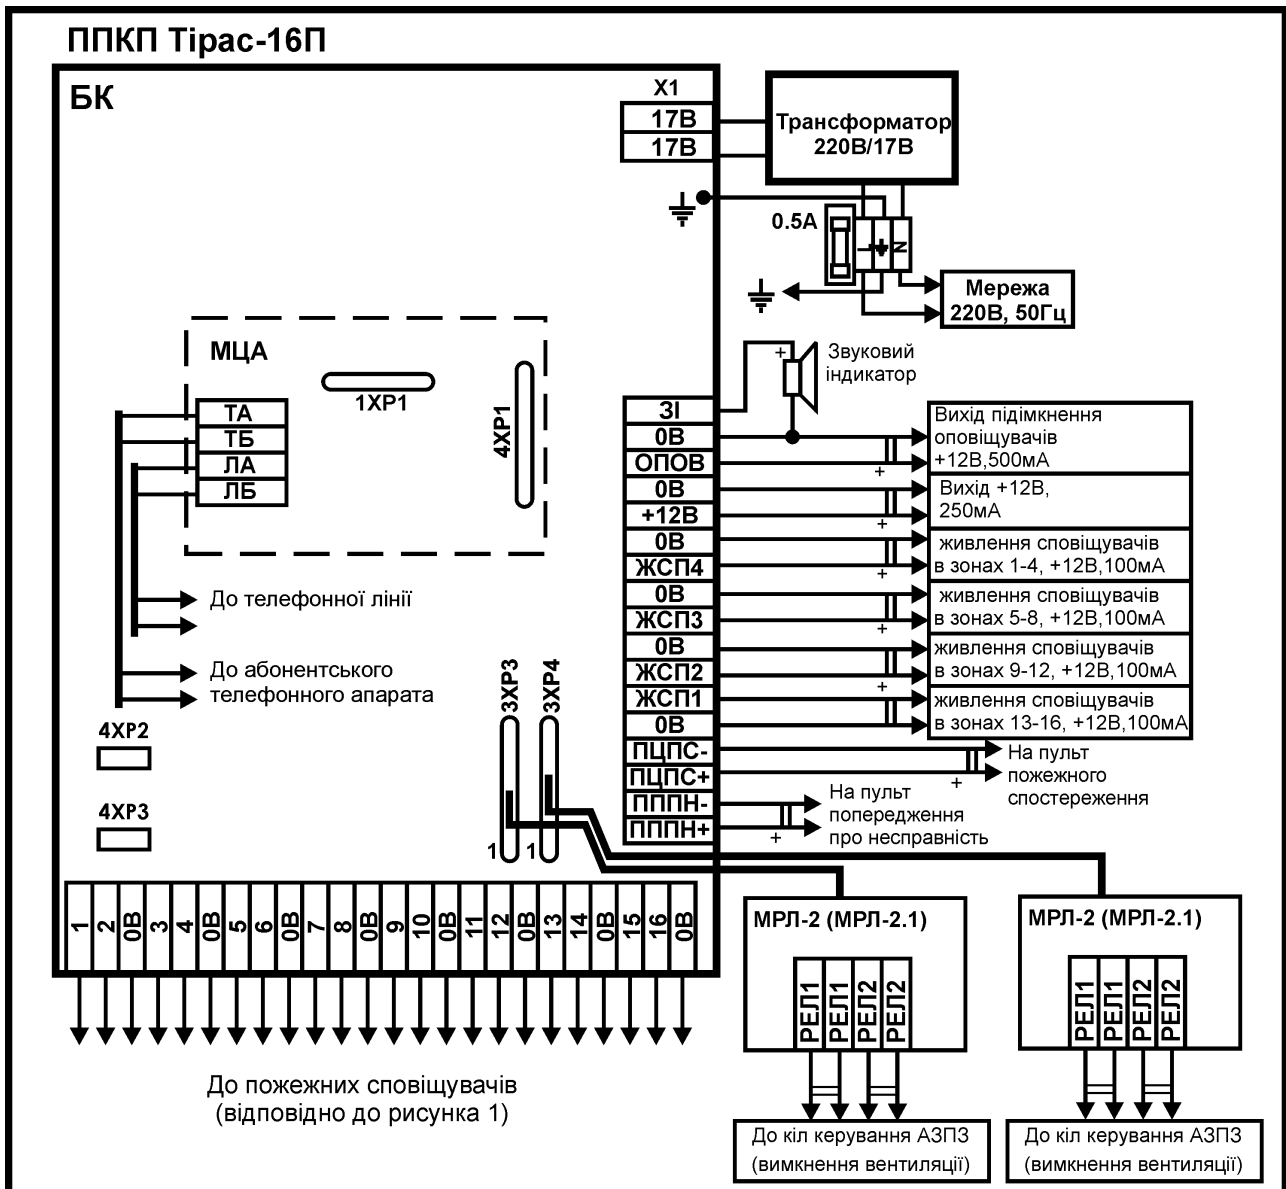 ППКП Тірас-16П
БК
X1
17В
17В
Трансформатор
220В/17В
0.5А
L
N
Мережа
220В, 50Гц
МЦА
ТА
ТБ
ЛА
ЛБ
1XP1
4XP1
+
Звуковий
індикатор
ЗІ
0В
ОПОВ
0В
+12В
0В
ЖСП4
0В
ЖСП3
0В
ЖСП2
ЖСП1
0В
ПЦПС-
ПЦПС+
ПППН-
ПППН+
+
Вихід підімкнення
оповіщувачів
+12В,500мА
+
Вихід +12В,
250мА
+
живлення сповіщувачів
в зонах 1-4, +12В,100мА
+
живлення сповіщувачів
в зонах 5-8, +12В,100мА
+
живлення сповіщувачів
в зонах 9-12, +12В,100мА
живлення сповіщувачів
в зонах 13-16, +12В,100мА
+
На пульт
пожежного
спостереження
+
На пульт
попередження
про несправність
До телефонної лінії
До абонентського
телефонного апарата
4XP2
4XP3
3XP3
3XP4
1
1
1
2
0В
3
4
0В
5
6
0В
7
8
0В
9
10
0В
11
12
0В
13
14
0В
15
16
0В
До пожежних сповіщувачів
(відповідно до рисунка 1)
МРЛ-2 (МРЛ-2.1)
РЕЛ1
РЕЛ1
РЕЛ2
РЕЛ2
До кіл керування АЗПЗ
(вимкнення вентиляції)
МРЛ-2 (МРЛ-2.1)
РЕЛ1
РЕЛ1
РЕЛ2
РЕЛ2
До кіл керування АЗПЗ
(вимкнення вентиляції)